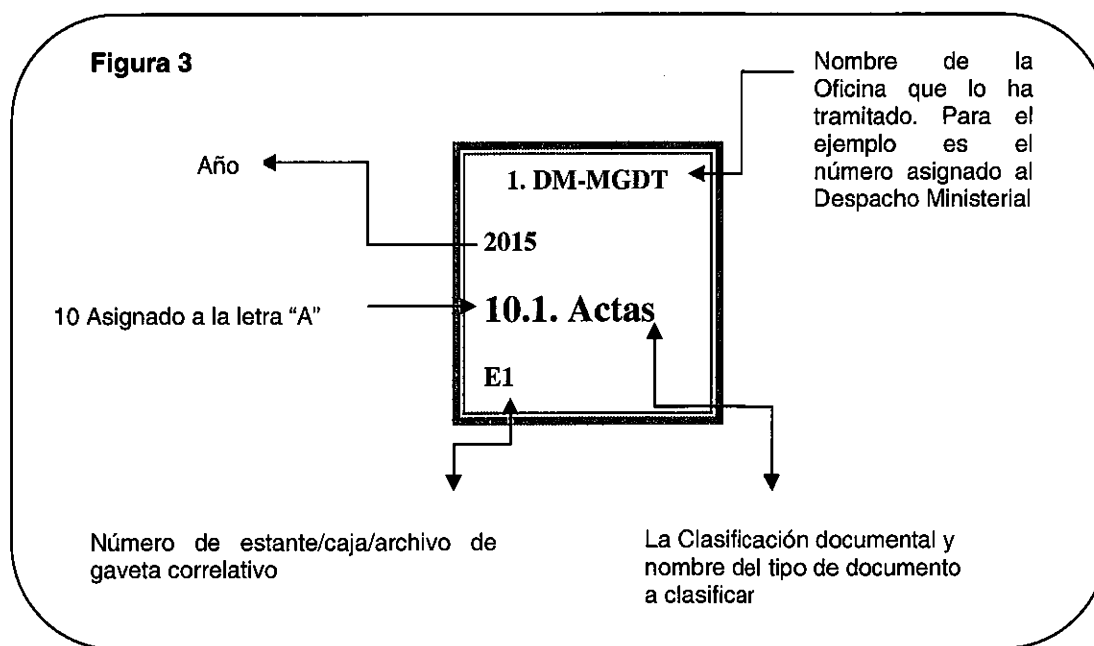 Figura 3
Nombre de la
Oficina que lo ha
tramitado. Para el
ejemplo es el
número asignado al
Despacho Ministerial
Año
1. DM-MGDT
2015
10 Asignado a la letra "A"
10.1. Actas
E1
Número de estante/caja/archivo de
gaveta correlativo
La Clasificación documental y
nombre del tipo de documento
a clasificar